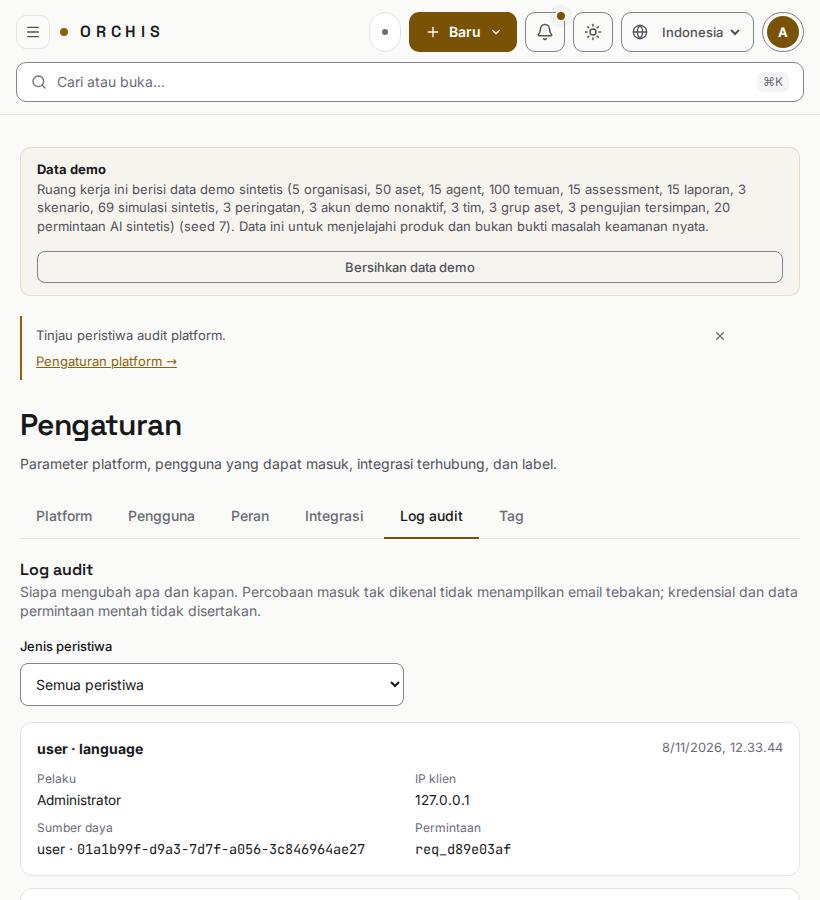 ORCHIS
Baru
Indonesia
A
Cari atau buka...
⌘K
Data demo
Ruang kerja ini berisi data demo sintetis (5 organisasi, 50 aset, 15 agent, 100 temuan, 15 assessment, 15 laporan, 3
skenario, 69 simulasi sintetis, 3 peringatan, 3 akun demo nonaktif, 3 tim, 3 grup aset, 3 pengujian tersimpan, 20
permintaan AI sintetis) (seed 7). Data ini untuk menjelajahi produk dan bukan bukti masalah keamanan nyata.
Bersihkan data demo
Tinjau peristiwa audit platform.
Pengaturan platform →
Pengaturan
Parameter platform, pengguna yang dapat masuk, integrasi terhubung, dan label.
Platform Pengguna Peran Integrasi Log audit Tag
Log audit
Siapa mengubah apa dan kapan. Percobaan masuk tak dikenal tidak menampilkan email tebakan; kredensial dan data
permintaan mentah tidak disertakan.
Jenis peristiwa
Semua peristiwa
user · language 8/11/2026, 12.33.44
Pelaku IP klien
Administrator 127.0.0.1
Sumber daya Permintaan
user · 01a1b99f-d9a3-7d7f-a056-3c846964ae27 req_d89e03af